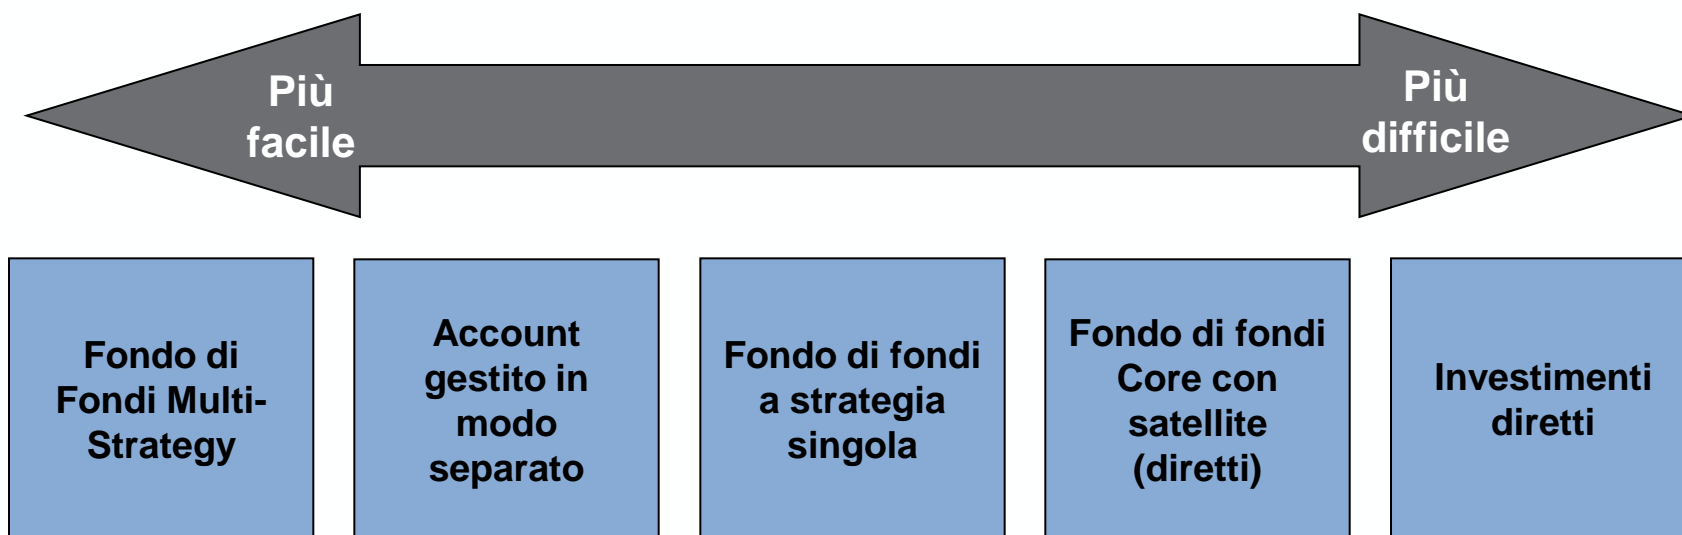 Più
facile
Più
difficile
Fondo di
Fondi Multi-
Strategy
Account
gestito in
modo
separato
Fondo di fondi
a strategia
singola
Fondo di fondi
Core con
satellite
(diretti)
Investimenti
diretti